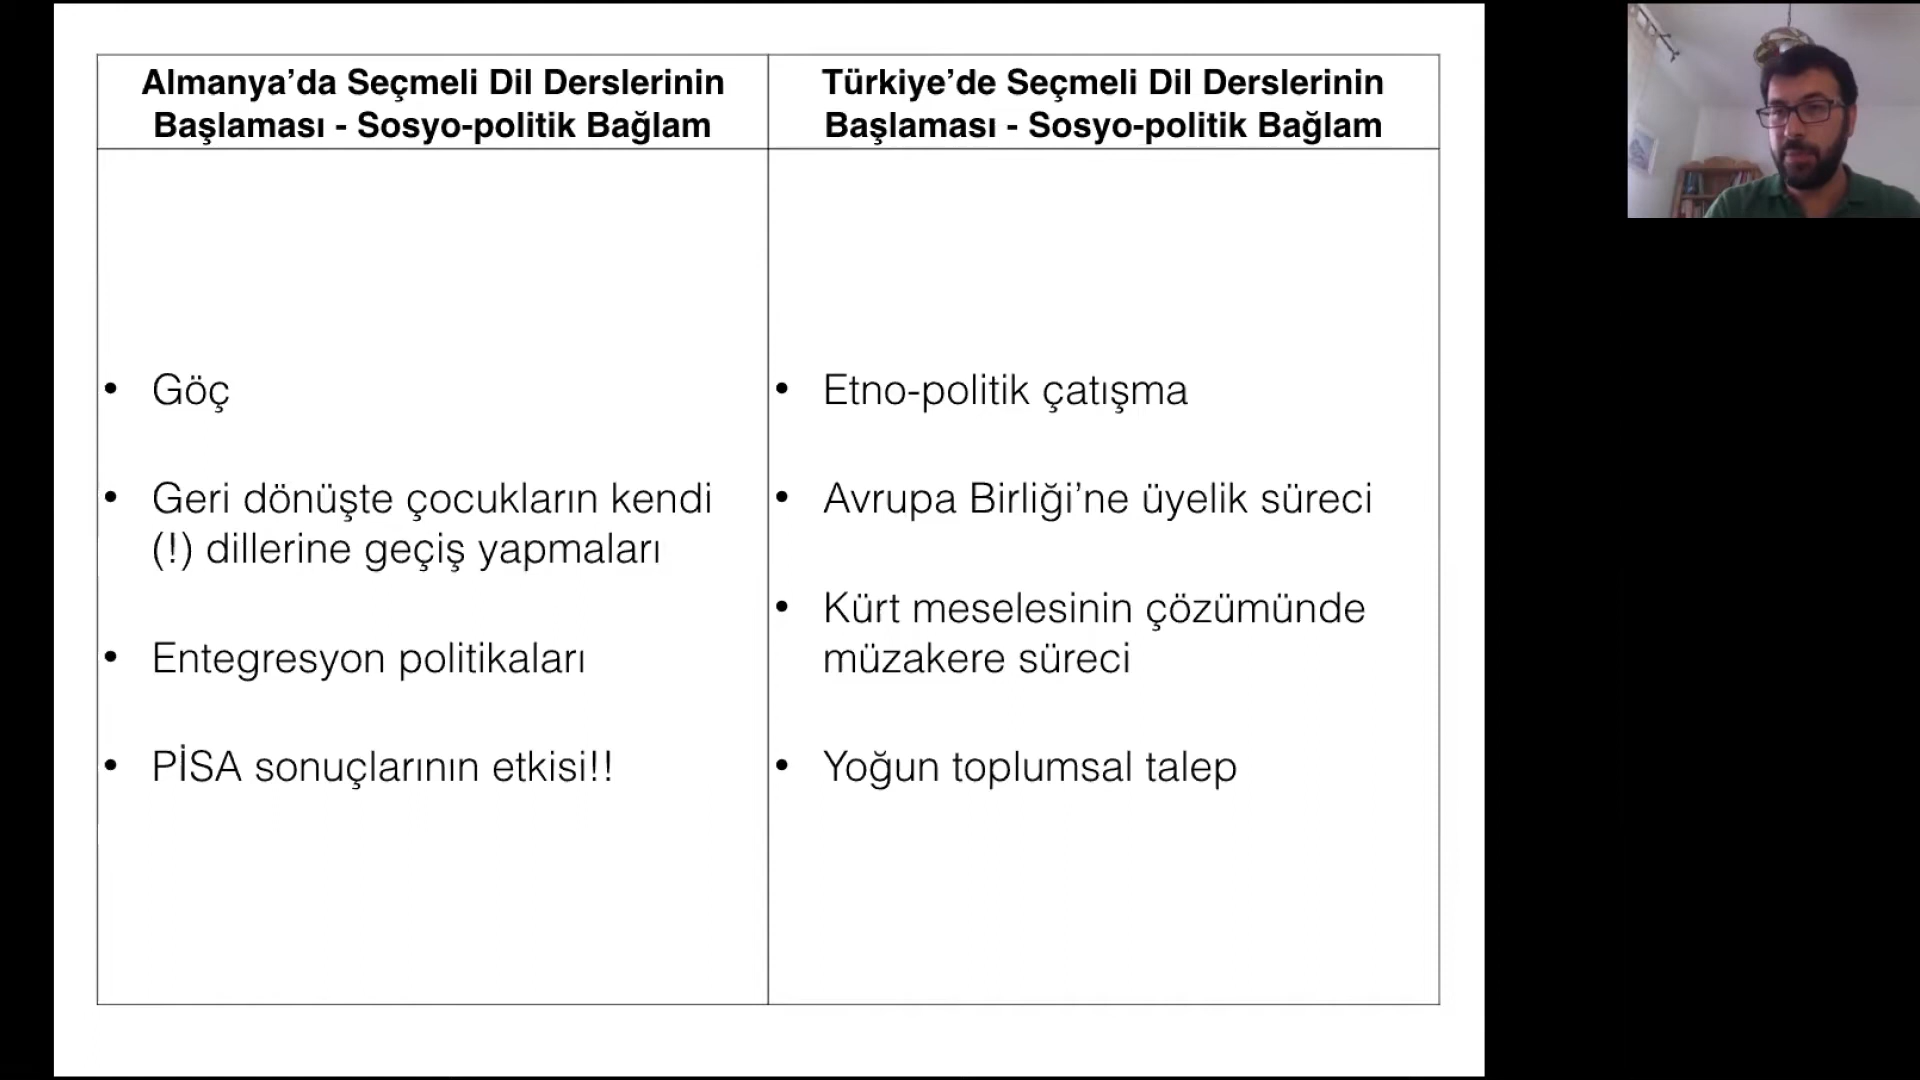 Almanya’da Seçmeli Dil Derslerinin
Başlaması - Sosyo-politik Bağlam
• Göç
• Geri dönüşte çocukların kendi
(!) dillerine geçiş yapmaları
• Entegresyon politikaları
• PİSA sonuçlarının etkisi!!
Türkiye’de Seçmeli Dil Derslerinin
Başlaması - Sosyo-politik Bağlam
• Etno-politik çatışma
• Avrupa Birliği’ne üyelik süreci
• Kürt meselesinin çözümünde
müzakere süreci
• Yoğun toplumsal talep